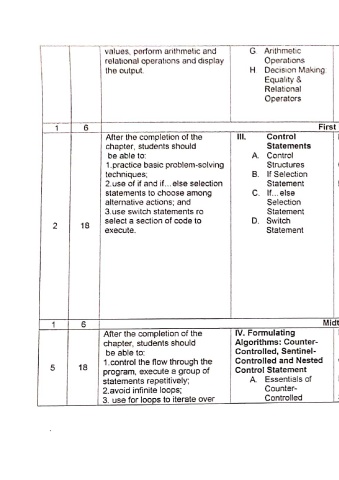 values, perform arithmetic and
relational operations and display
the output.
G. Arithmetic
Operations
H. Decision Making:
Equality &
Relational
Operators
1 6 First
2 18
After the completion of the
chapter, students should
be able to:
1.practice basic problem-solving
techniques;
2.use of if and if...else selection
statements to choose among
alternative actions; and
3.use switch statements ro
select a section of code to
execute.
III. Control
Statements
A. Control
Structures
B. If Selection
Statement
C. If...else
Selection
Statement
D. Switch
Statement
1 6 Midt
5 18
After the completion of the
chapter, students should
be able to:
1.control the flow through the
program, execute a group of
statements repetitively;
2.avoid infinite loops;
3. use for loops to iterate over
IV. Formulating
Algorithms: Counter-
Controlled, Sentinel-
Controlled and Nested
Control Statement
A. Essentials of
Counter-
Controlled